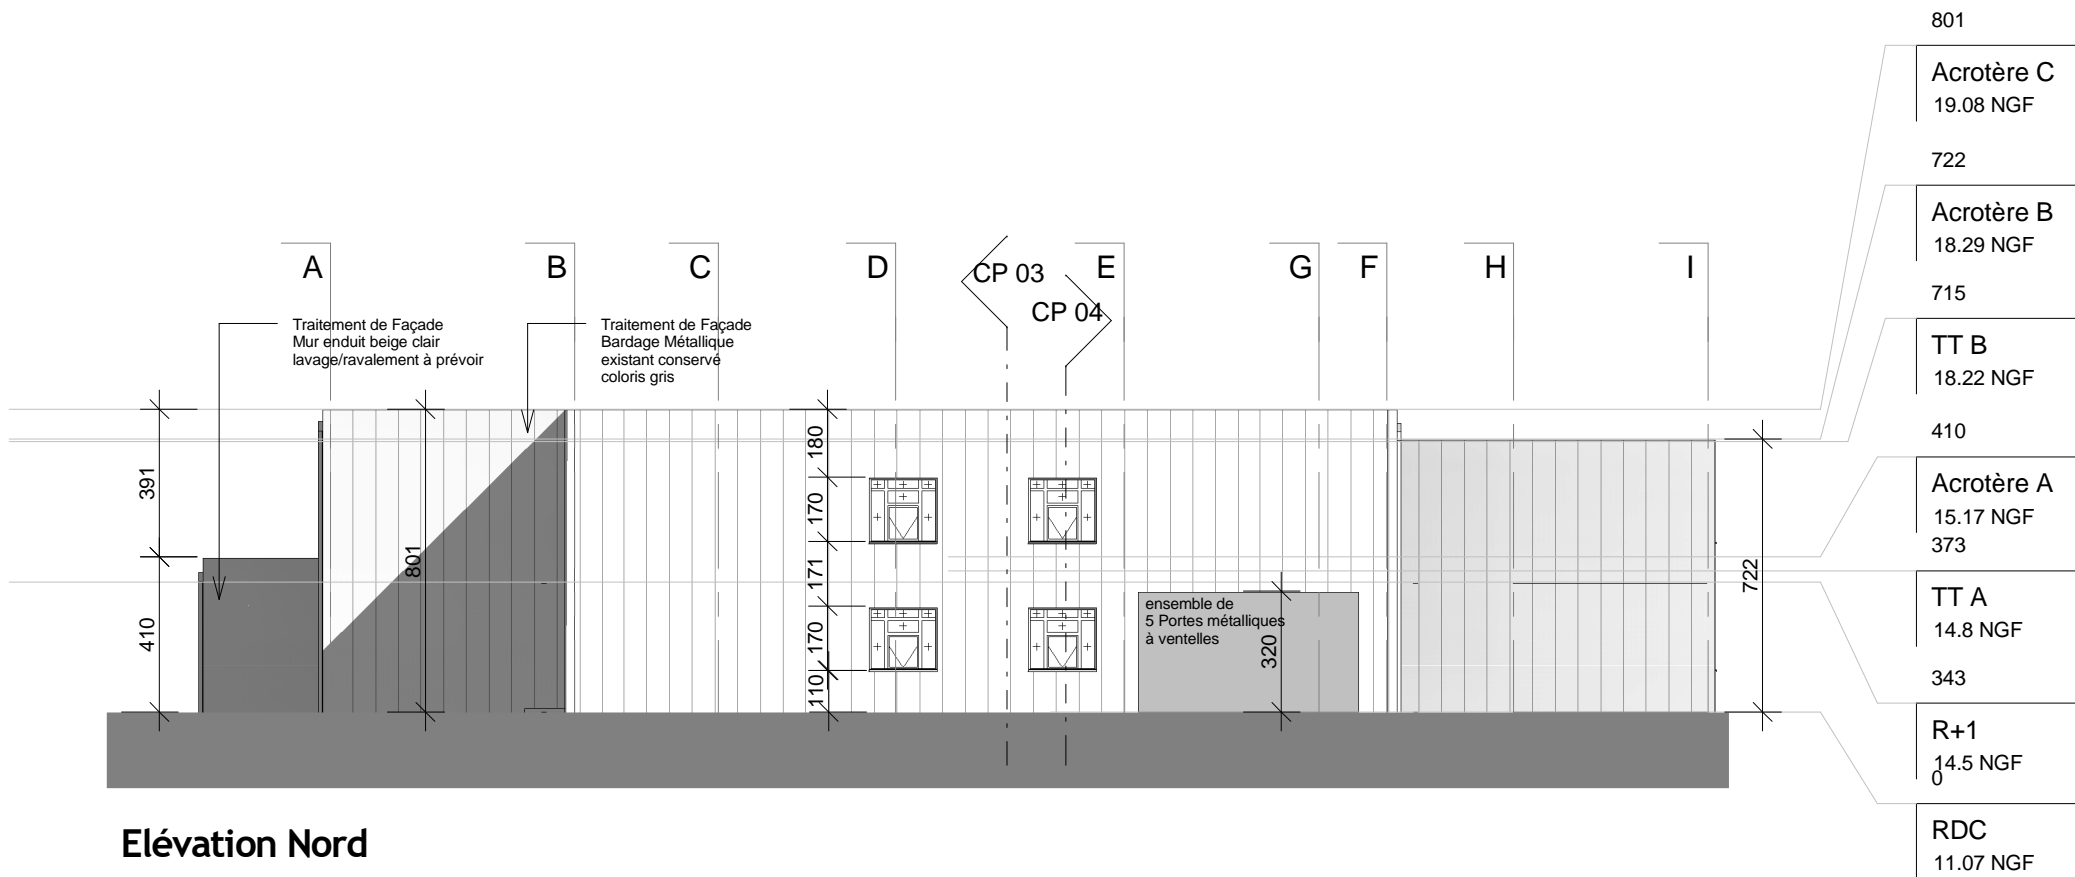 801
Acrotère C
19.08 NGF
722
Acrotère B
18.29 NGF
715
TT B
18.22 NGF
410
Acrotère A
15.17 NGF
373
TT A
14.8 NGF
343
R+1
14.5 NGF
0
RDC
11.07 NGF
A
B
C
D
CP 03
E
CP 04
G
F
H
I
Traitement de Façade
Mur enduit beige clair
lavage/ravalement à prévoir
Traitement de Façade
Bardage Métallique
existant conservé
coloris gris
391
410
801
180
170
171
170
110
ensemble de
5 Portes métalliques
à ventelles
320
722
Elévation Nord